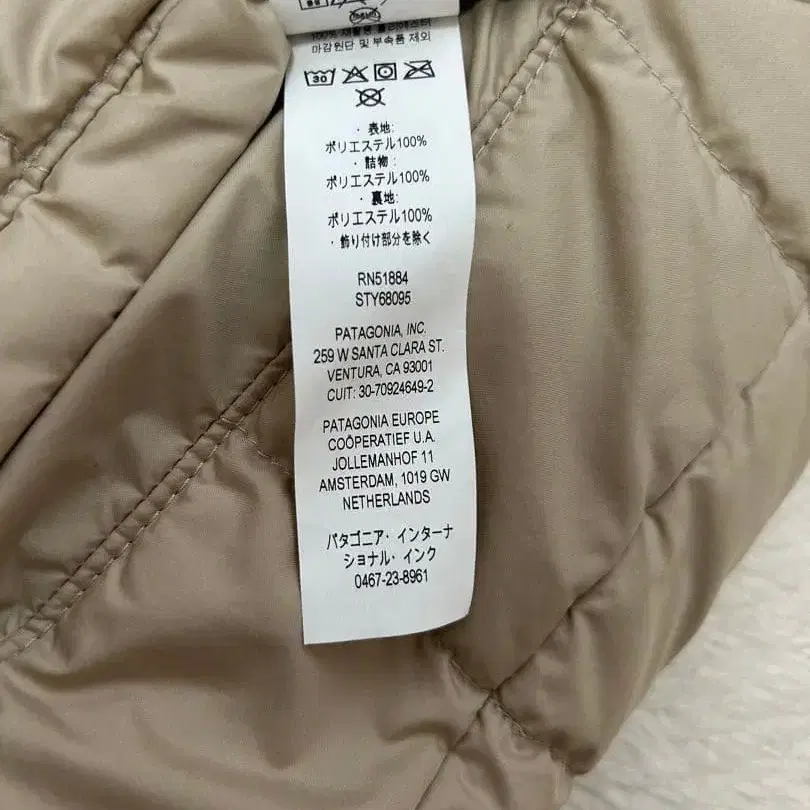 100% 재활용 폴리에스터
마감원단 및 부속품 제외
30
· 表地:
ポリエステル100%
· 詰物:
ポリエステル100%
· 裏地:
ポリエステル100%
· 飾り付け部分を除く
RN51884
STY68095
PATAGONIA, INC.
259 W SANTA CLARA ST.
VENTURA, CA 93001
CUIT: 30-70924649-2
PATAGONIA EUROPE
COÖPERATIEF U.A.
JOLLEMANHOF 11
AMSTERDAM, 1019 GW
NETHERLANDS
パタゴニア・インターナ
ショナル・インク
0467-23-8961